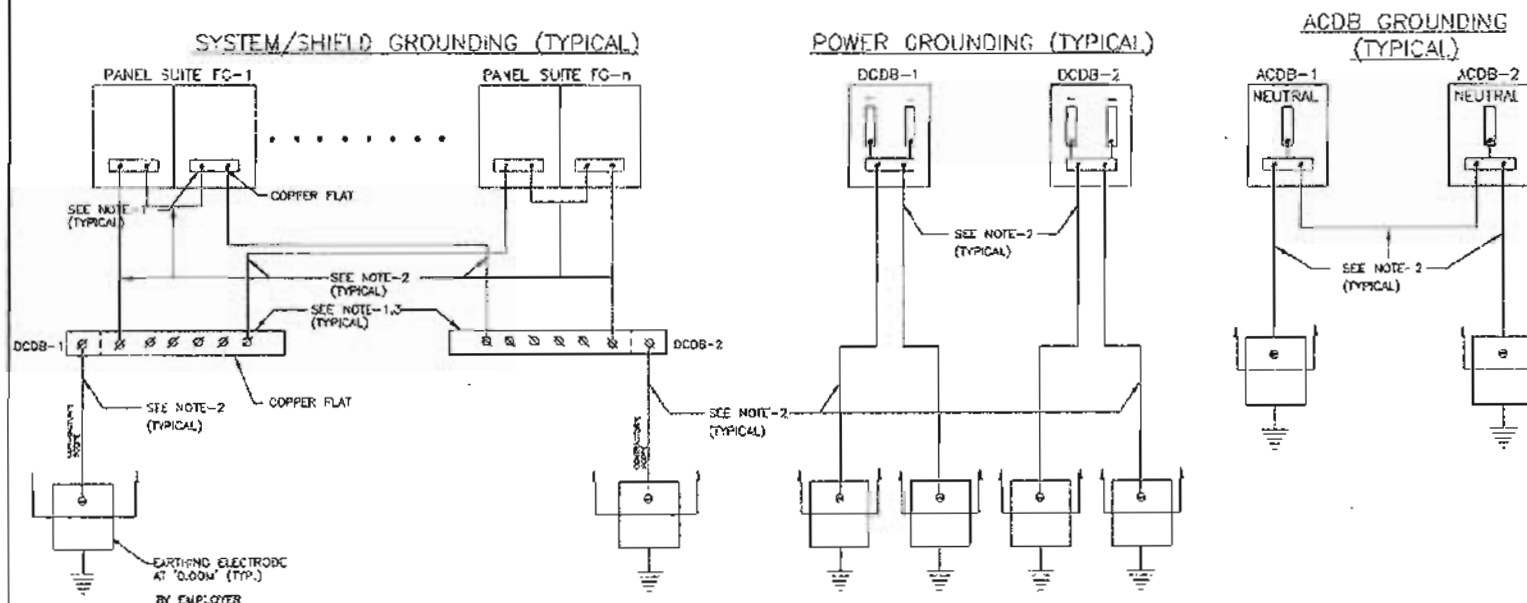 SYSTEM/SHIELD GROUNDING (TYPICAL)
PANEL SUITE FG-1
PANEL SUITE FG-n
COPPER FLAT
SEE NOTE-1
(TYPICAL)
SEE NOTE-2
(TYPICAL)
SEE NOTE-1,3
(TYPICAL)
DCDB-1
DCDB-2
SEE NOTE-2
(TYPICAL)
COPPER FLAT
EARTHING ELECTRODE
AT '0.00M' (TYP.)
BY EMPLOYER
POWER GROUNDING (TYPICAL)
DCDB-1
DCDB-2
SEE NOTE-2
(TYPICAL)
SEE NOTE-2
(TYPICAL)
ACDB GROUNDING
(TYPICAL)
ACDB-1
NEUTRAL
ACDB-2
NEUTRAL
SEE NOTE-2
(TYPICAL)